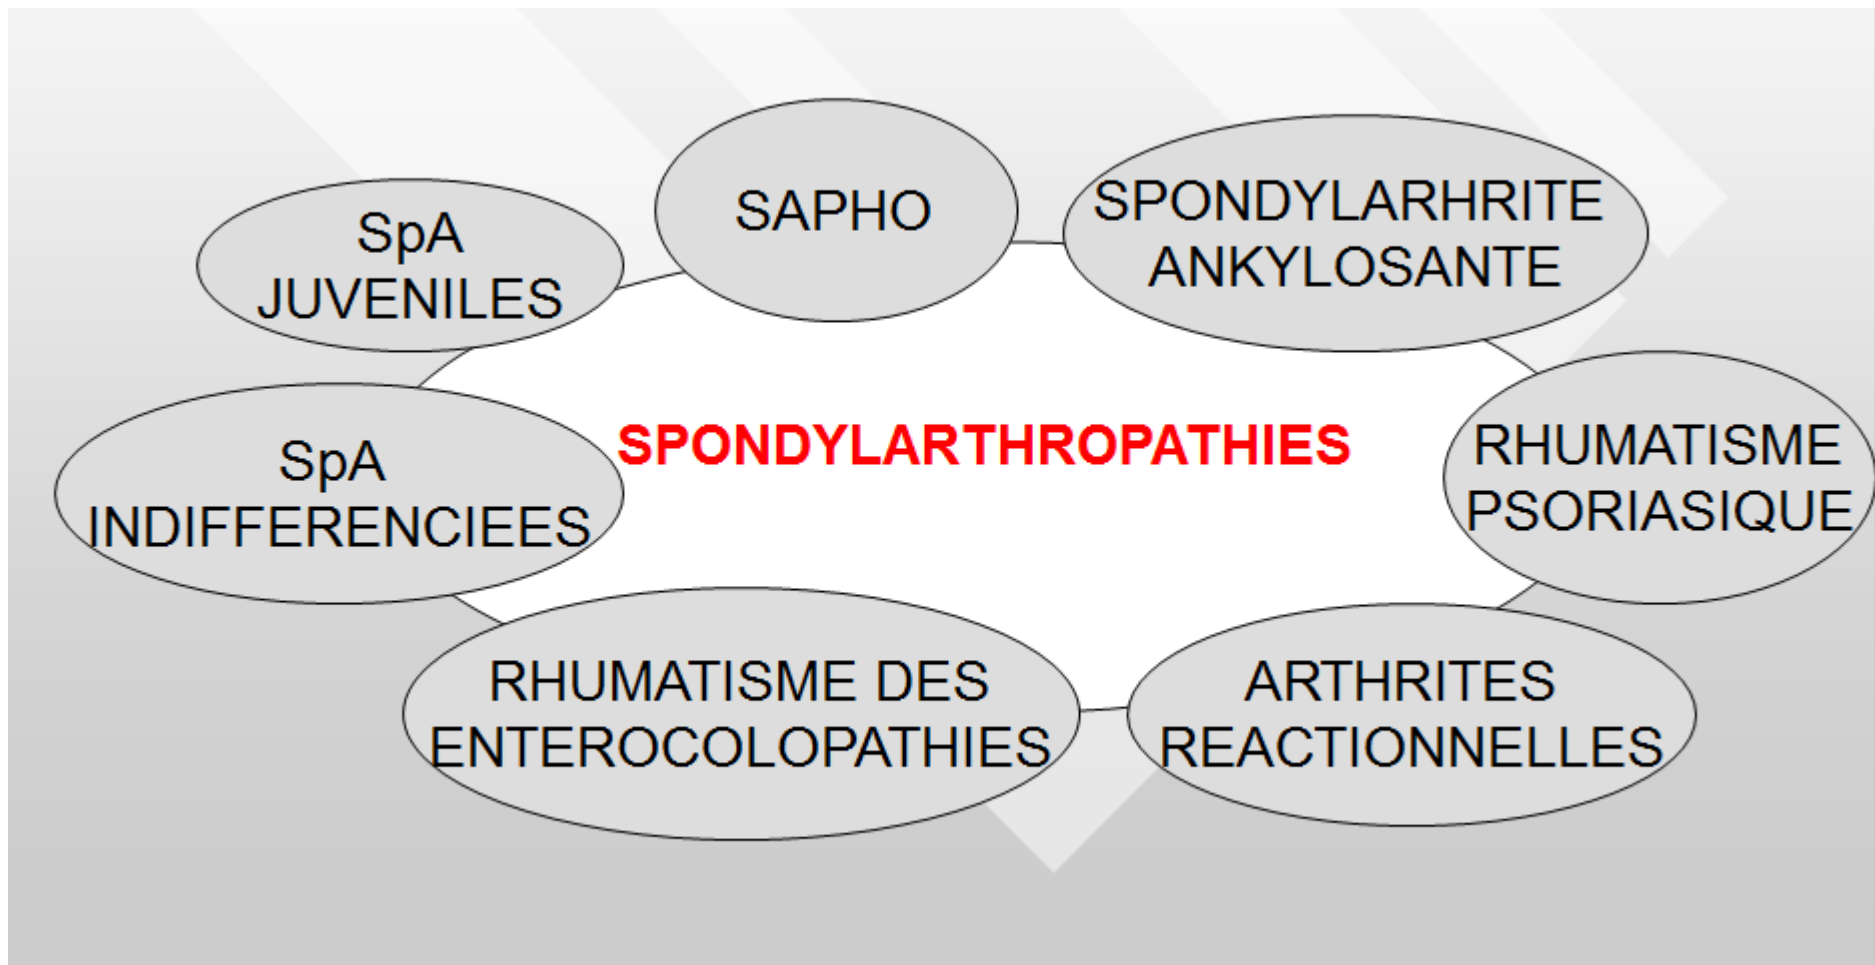 SAPHO
SPONDYLARHRITE
ANKYLOSANTE
SpA
JUVENILES
SPONDYLARTHROPATHIES
RHUMATISME
PSORIASIQUE
SpA
INDIFFERENCIEES
RHUMATISME DES
ENTEROCOLOPATHIES
ARTHRITES
REACTIONNELLES